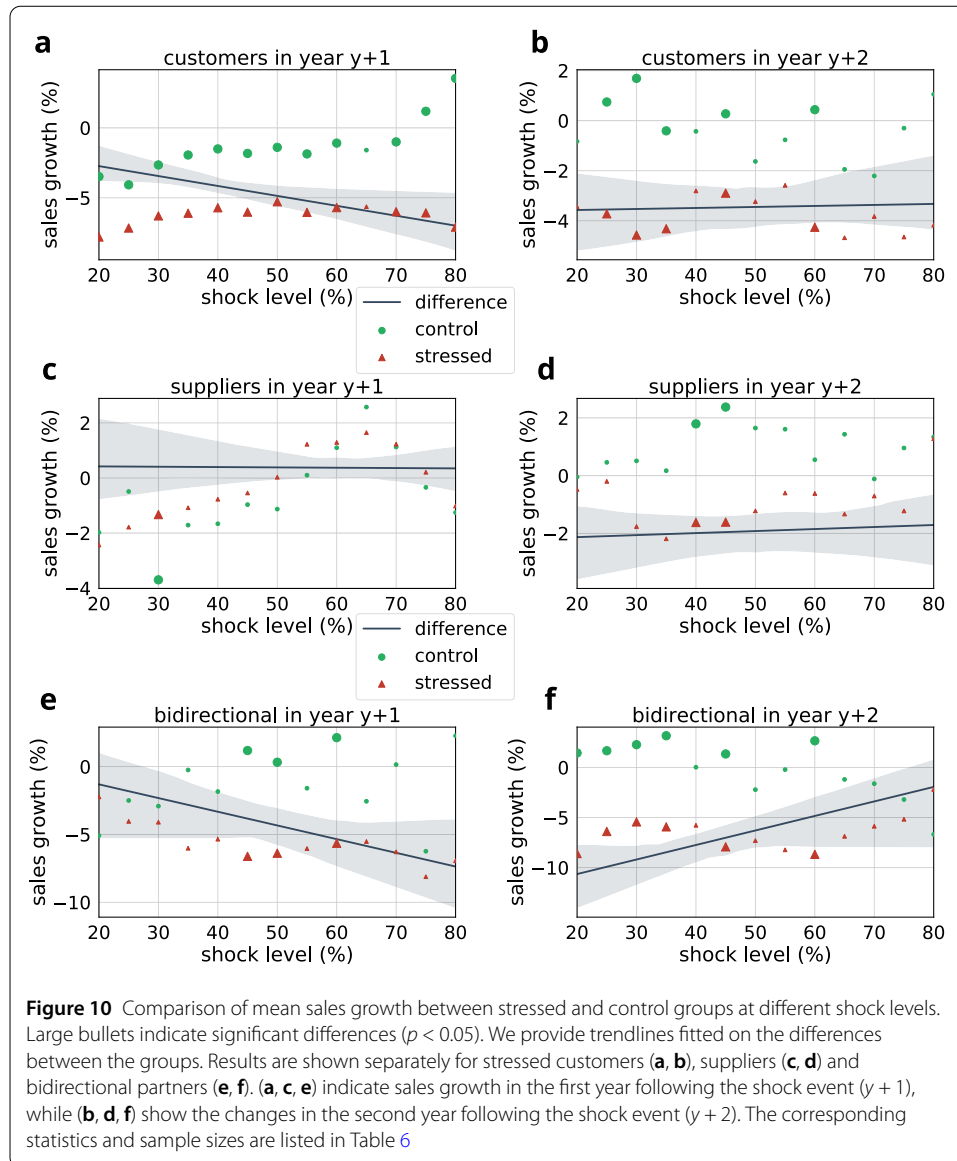 a
customers in year y+1
sales growth (%)
0
−5
20 30 40 50 60 70 80
shock level (%)
b
customers in year y+2
sales growth (%)
2
0
−2
−4
20 30 40 50 60 70 80
shock level (%)
difference
control
stressed
c
suppliers in year y+1
sales growth (%)
2
0
−2
−4
20 30 40 50 60 70 80
shock level (%)
d
suppliers in year y+2
sales growth (%)
2
0
−2
20 30 40 50 60 70 80
shock level (%)
difference
control
stressed
e
bidirectional in year y+1
sales growth (%)
0
−5
−10
20 30 40 50 60 70 80
shock level (%)
f
bidirectional in year y+2
sales growth (%)
0
−5
−10
20 30 40 50 60 70 80
shock level (%)
Figure 10 Comparison of mean sales growth between stressed and control groups at different shock levels.
Large bullets indicate significant differences (p < 0.05). We provide trendlines fitted on the differences
between the groups. Results are shown separately for stressed customers (a, b), suppliers (c, d) and
bidirectional partners (e, f). (a, c, e) indicate sales growth in the first year following the shock event (y + 1),
while (b, d, f) show the changes in the second year following the shock event (y + 2). The corresponding
statistics and sample sizes are listed in Table 6